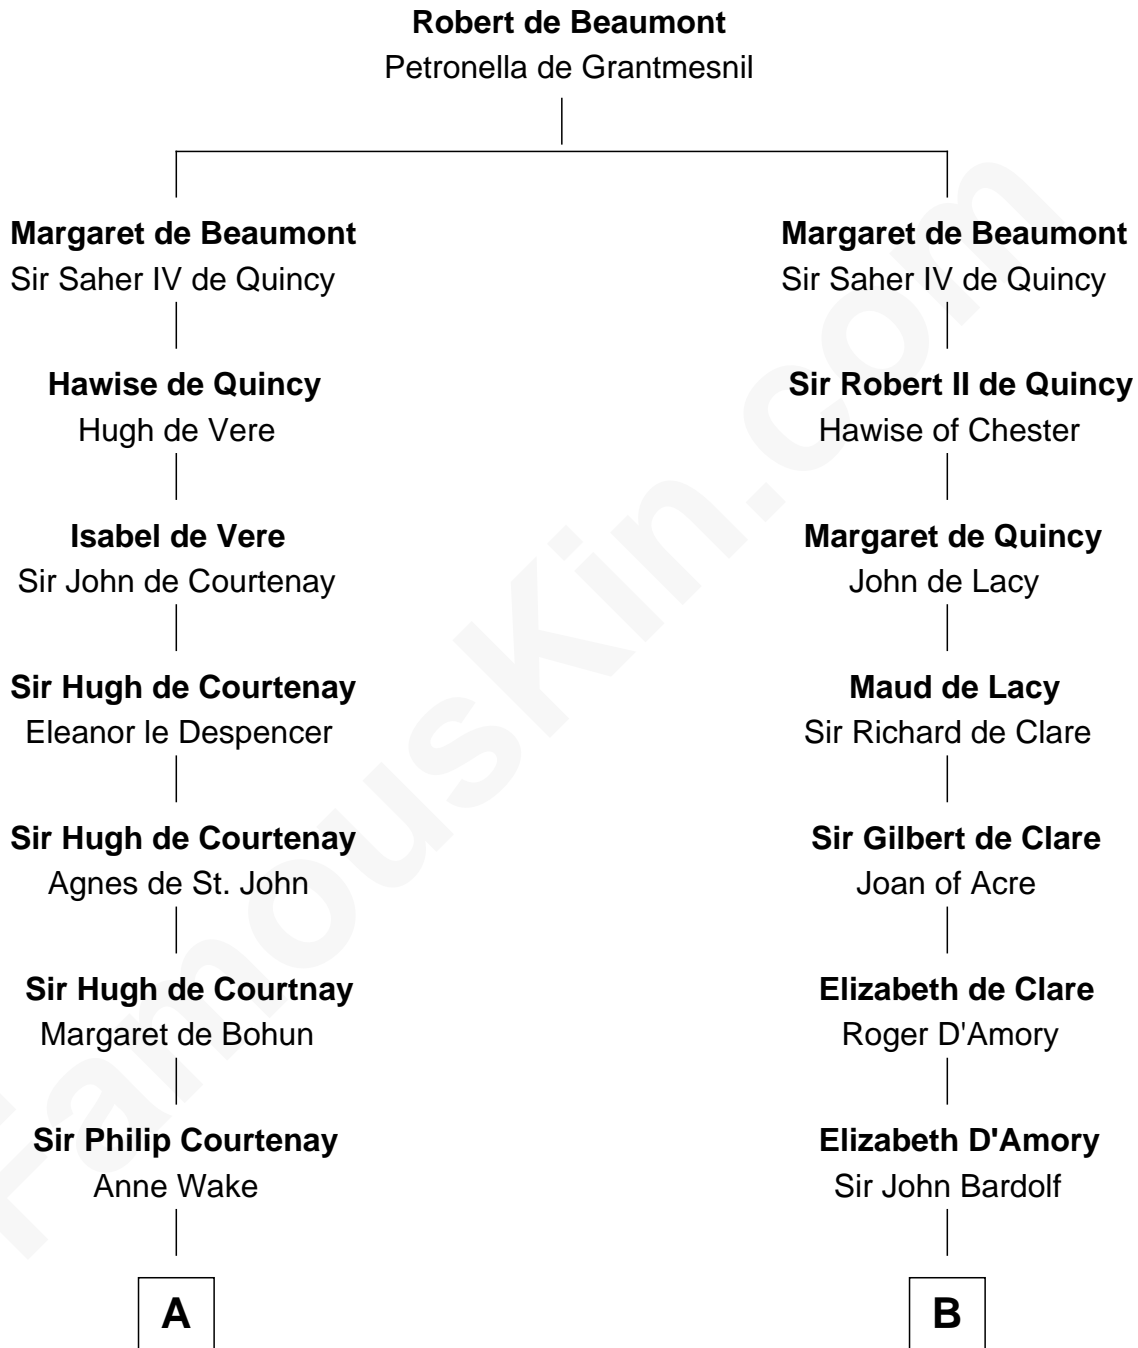 Robert de Beaumont
Petronella de Grantmesnil
Margaret de Beaumont
Sir Saher IV de Quincy
Hawise de Quincy
Hugh de Vere
Isabel de Vere
Sir John de Courtenay
Sir Hugh de Courtenay
Eleanor le Despencer
Sir Hugh de Courtenay
Agnes de St. John
Sir Hugh de Courtnay
Margaret de Bohun
Sir Philip Courtenay
Anne Wake
A
Margaret de Beaumont
Sir Saher IV de Quincy
Sir Robert II de Quincy
Hawise of Chester
Margaret de Quincy
John de Lacy
Maud de Lacy
Sir Richard de Clare
Sir Gilbert de Clare
Joan of Acre
Elizabeth de Clare
Roger D'Amory
Elizabeth D'Amory
Sir John Bardolf
B
FamousKin.com